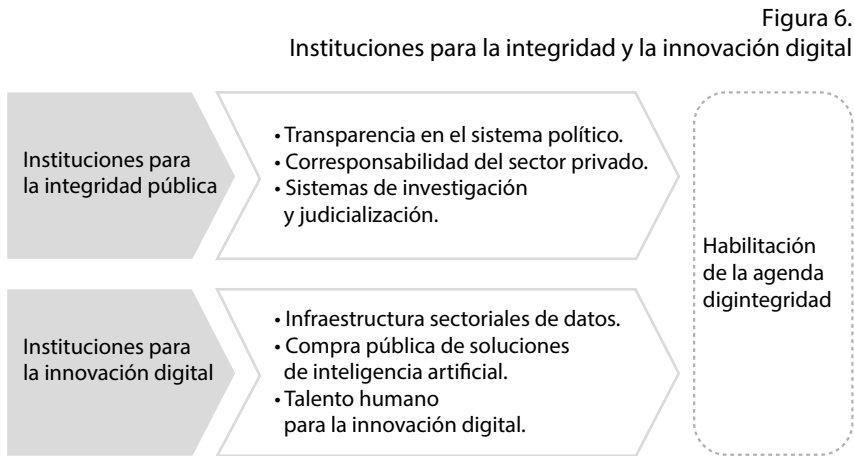 Figura 6.
Instituciones para la integridad y la innovación digital
Instituciones para
la integridad pública
• Transparencia en el sistema político.
• Corresponsabilidad del sector privado.
• Sistemas de investigación
y judicialización.
Instituciones para
la innovación digital
• Infraestructura sectoriales de datos.
• Compra pública de soluciones
de inteligencia artificial.
• Talento humano
para la innovación digital.
Habilitación
de la agenda
digintegridad